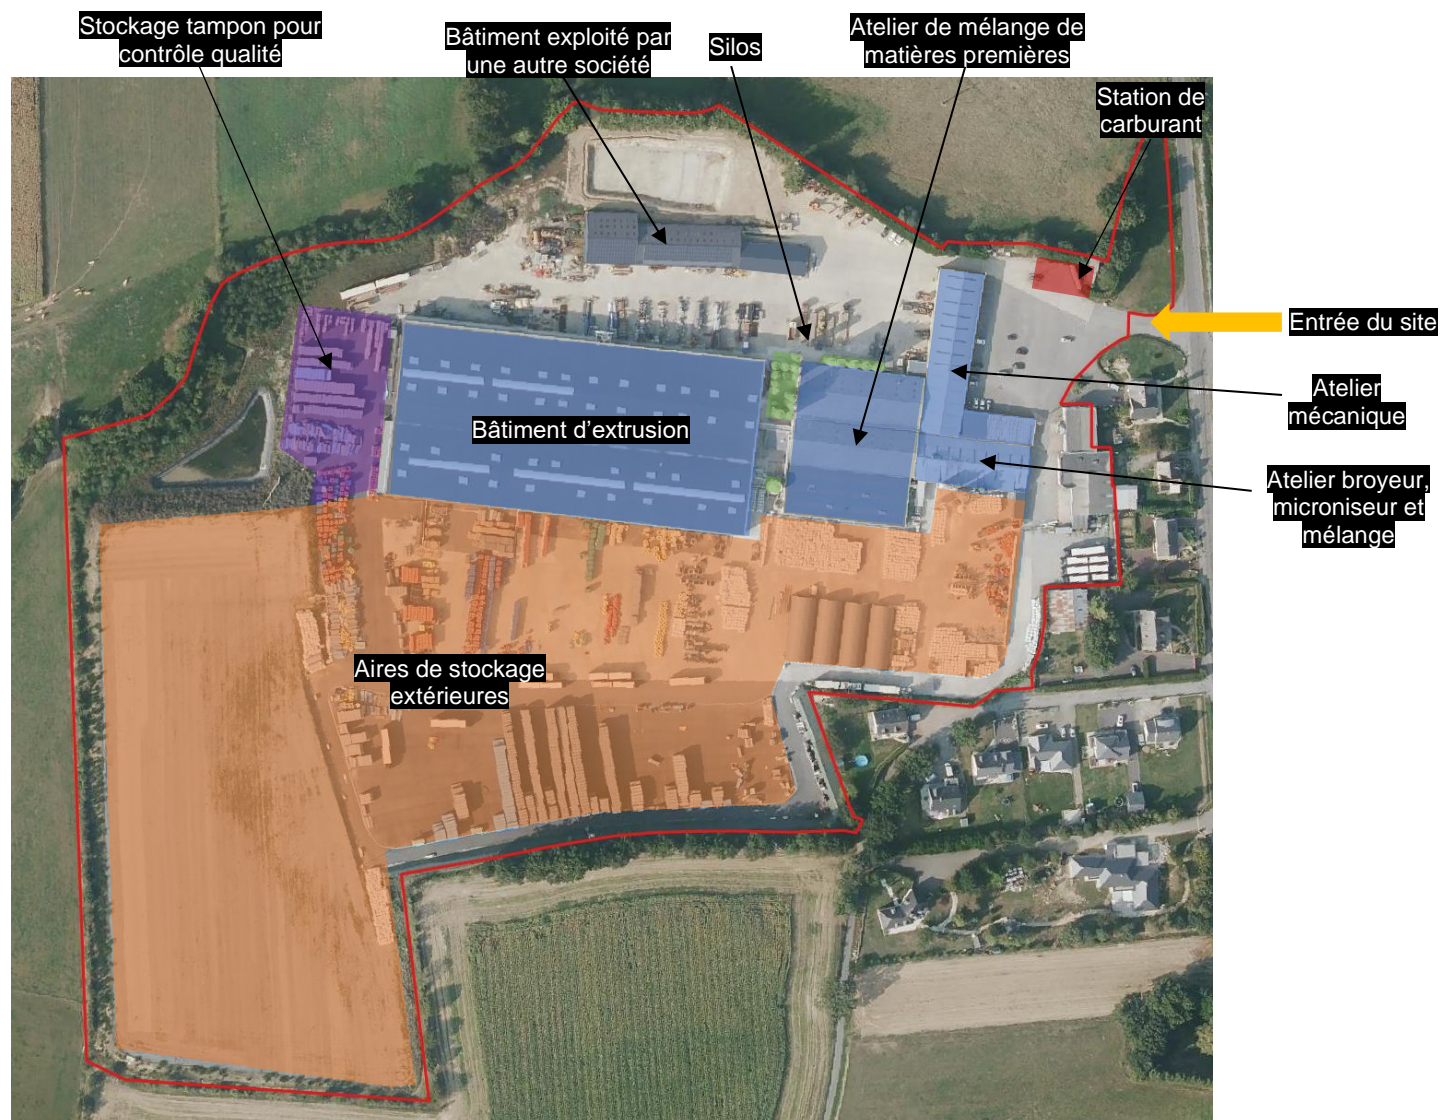 Stockage tampon pour
contrôle qualité
Bâtiment exploité par
une autre société
Silos
Atelier de mélange de
matières premières
Station de
carburant
Entrée du site
Atelier
mécanique
Bâtiment d’extrusion
Atelier broyeur,
microniseur et
mélange
Aires de stockage
extérieures